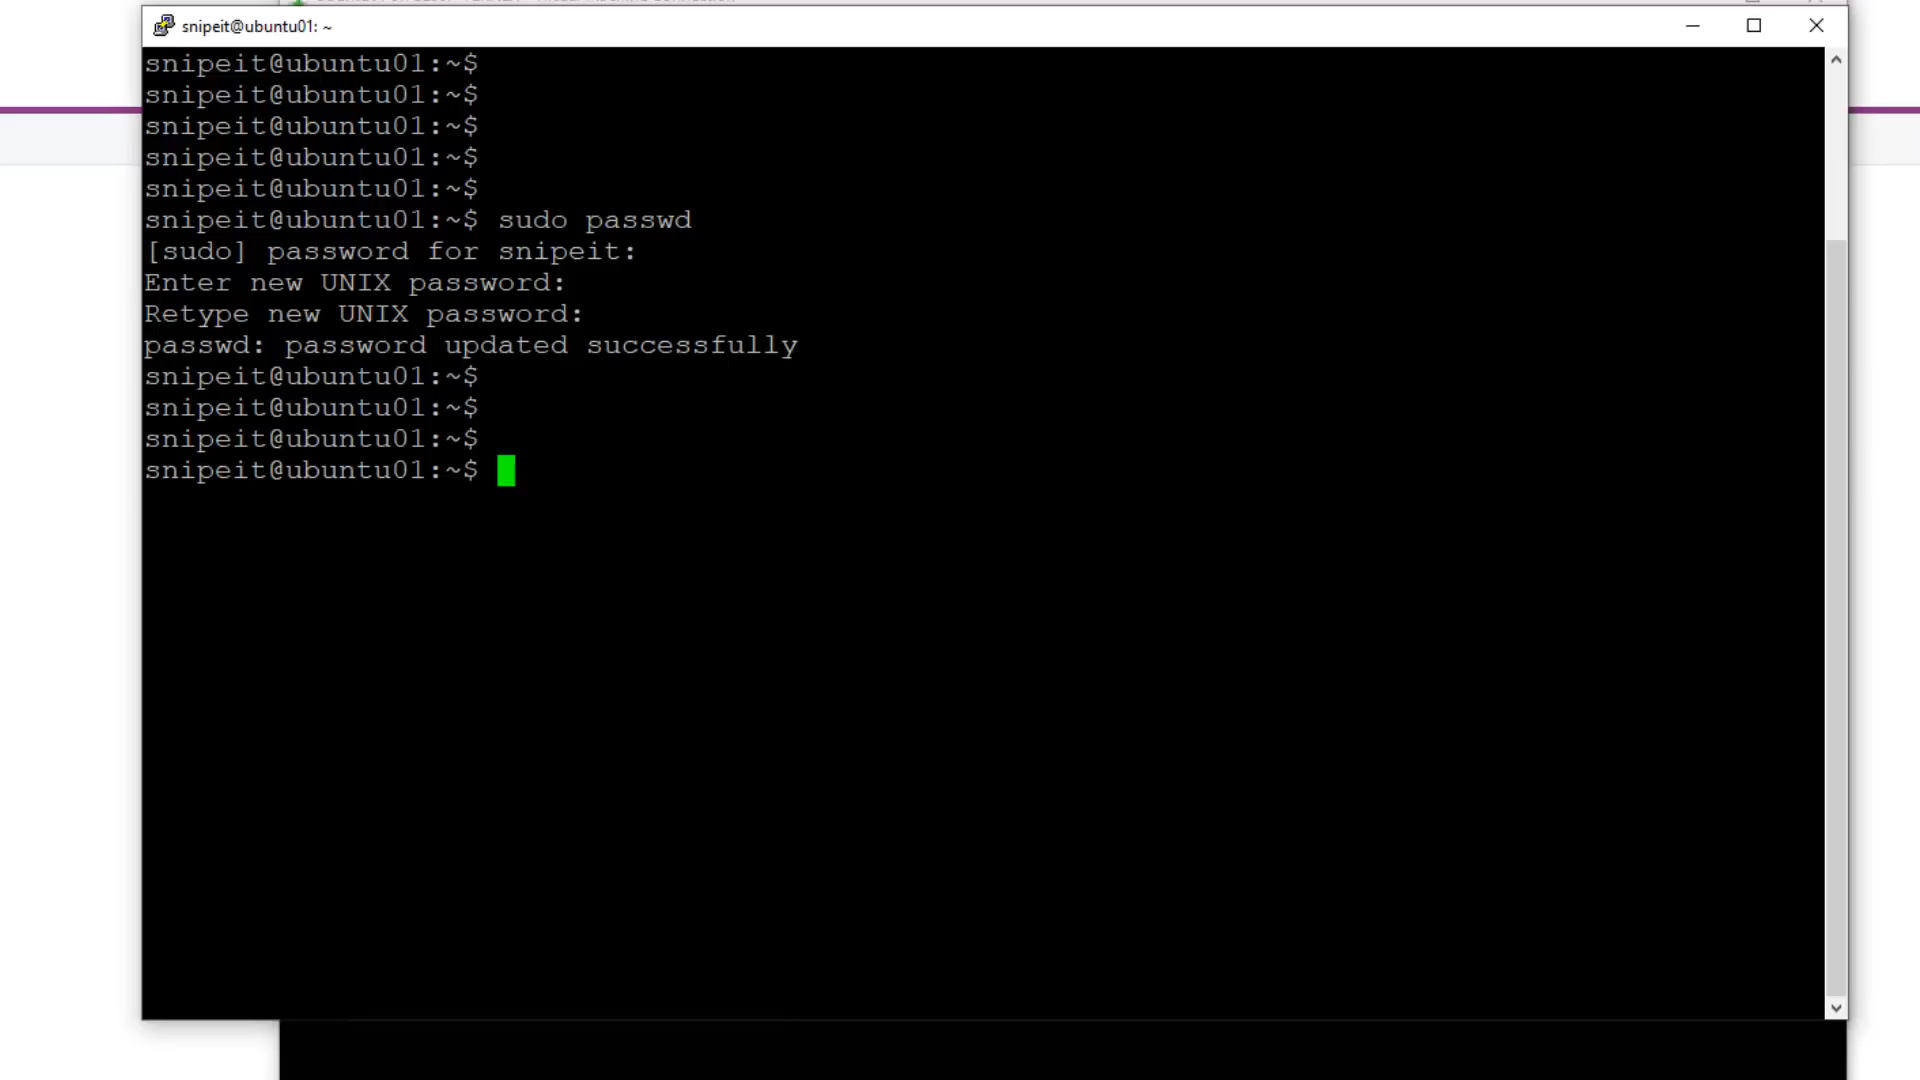 snipeit@ubuntu01: ~
snipeit@ubuntu01:~$
snipeit@ubuntu01:~$
snipeit@ubuntu01:~$
snipeit@ubuntu01:~$
snipeit@ubuntu01:~$
snipeit@ubuntu01:~$ sudo passwd
[sudo] password for snipeit:
Enter new UNIX password:
Retype new UNIX password:
passwd: password updated successfully
snipeit@ubuntu01:~$
snipeit@ubuntu01:~$
snipeit@ubuntu01:~$
snipeit@ubuntu01:~$